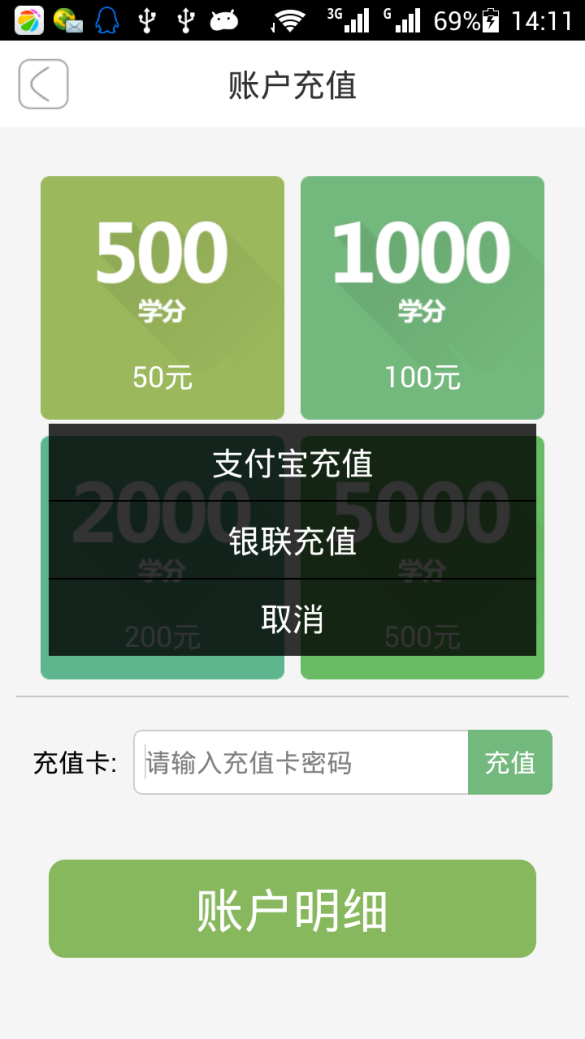 3G G 69% 14:11
账户充值
500 1000
学分 学分
50元 100元
支付宝充值
2000 5000
银联充值
学分 学分
取消
200元 500元
充值卡: 请输入充值卡密码 充值
账户明细